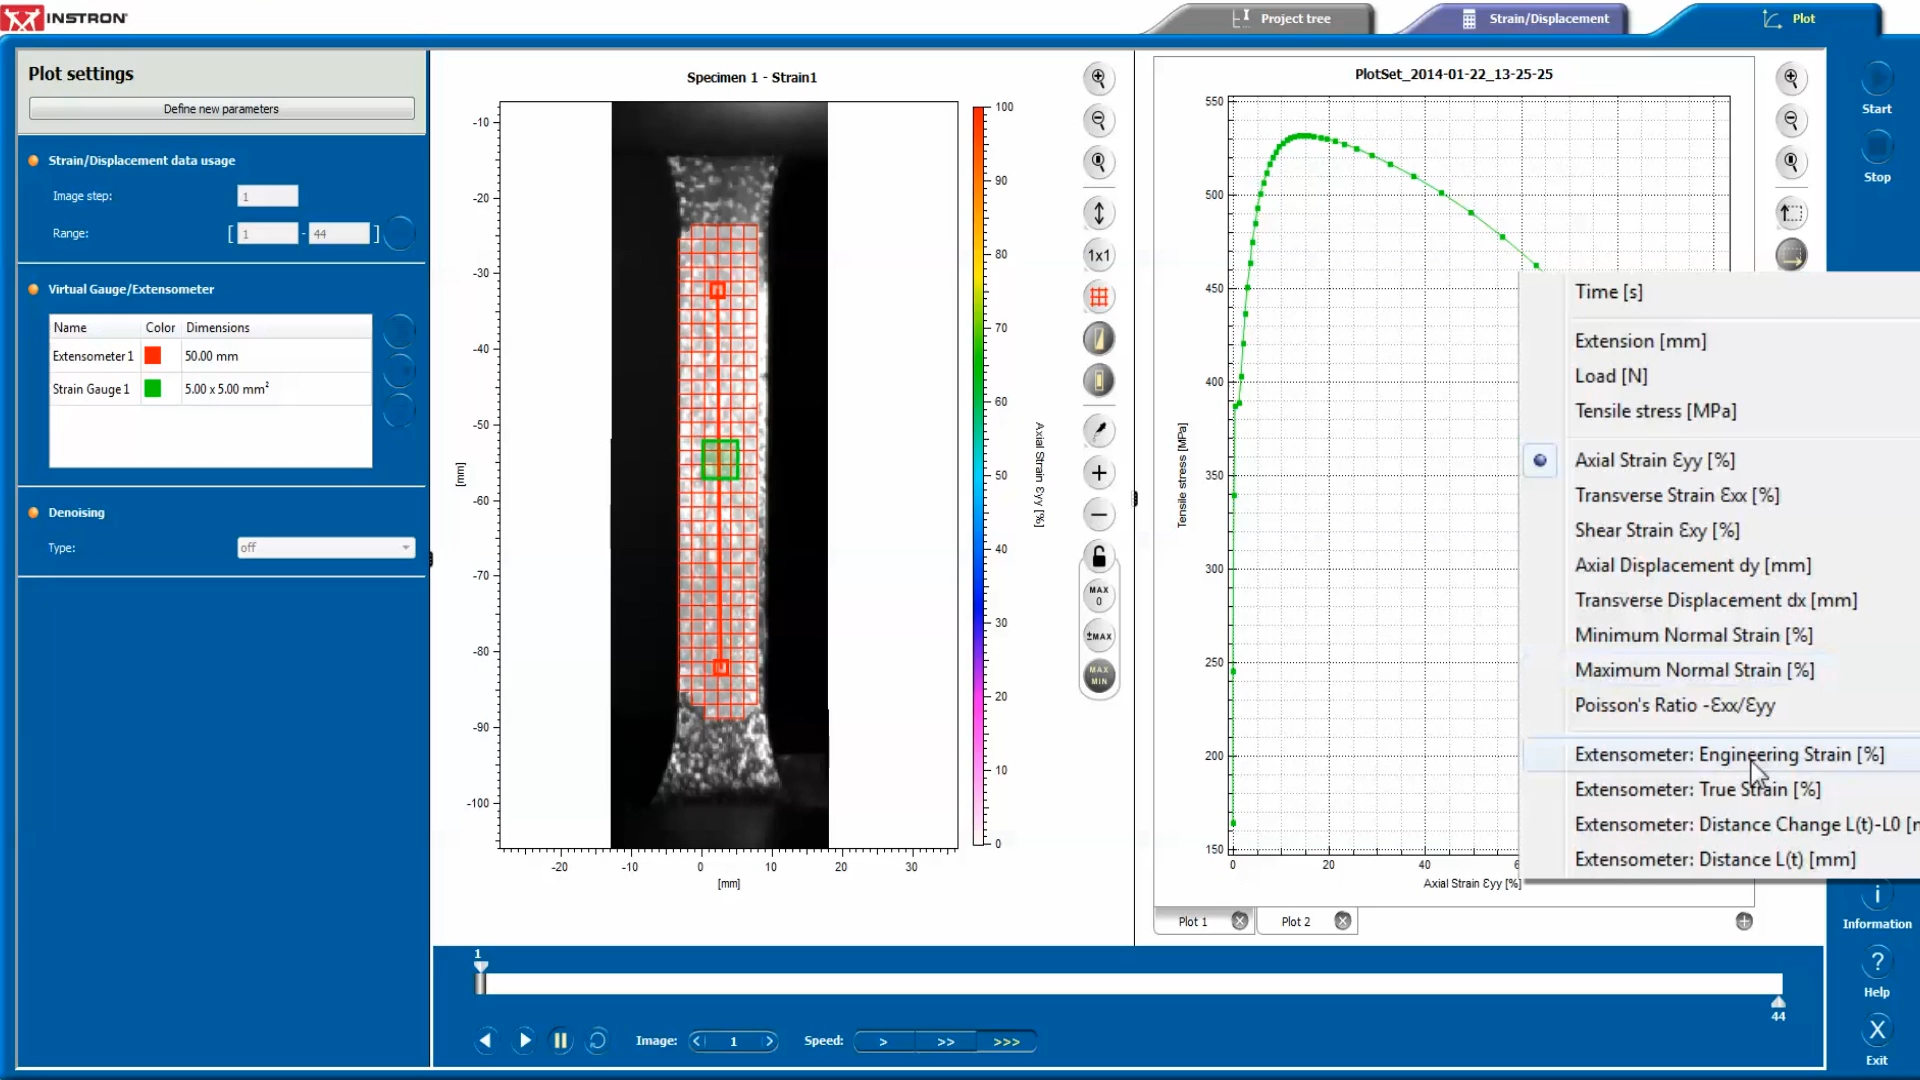 INSTRON
Project tree
Strain/Displacement
Plot
Plot settings
Define new parameters
Strain/Displacement data usage
Image step:
1
Range:
[ 1 - 44 ]
Virtual Gauge/Extensometer
Name Color Dimensions
Extensometer 1 50.00 mm
Strain Gauge 1 5.00 x 5.00 mm²
Denoising
Type:
off
Specimen 1 - Strain1
-10
-20
-30
-40
-50
-60
-70
-80
-90
-100
[mm]
-20 -10 0 10 20 30
[mm]
100
90
80
70
60
50
40
30
20
10
0
Axial Strain Ɛyy [%]
1x1
MAX
0
±MAX
MAX
MIN
PlotSet_2014-01-22_13-25-25
550
500
450
400
350
300
250
200
150
Tensile stress [MPa]
0 20 40 6
Axial Strain Ɛyy [%]
Plot 1
Plot 2
Time [s]
Extension [mm]
Load [N]
Tensile stress [MPa]
Axial Strain Ɛyy [%]
Transverse Strain Ɛxx [%]
Shear Strain Ɛxy [%]
Axial Displacement dy [mm]
Transverse Displacement dx [mm]
Minimum Normal Strain [%]
Maximum Normal Strain [%]
Poisson's Ratio -Ɛxx/Ɛyy
Extensometer: Engineering Strain [%]
Extensometer: True Strain [%]
Extensometer: Distance Change L(t)-L0 [m
Extensometer: Distance L(t) [mm]
Start
Stop
i
Information
?
Help
X
Exit
1
44
Image: < 1 >
Speed: > >> >>>